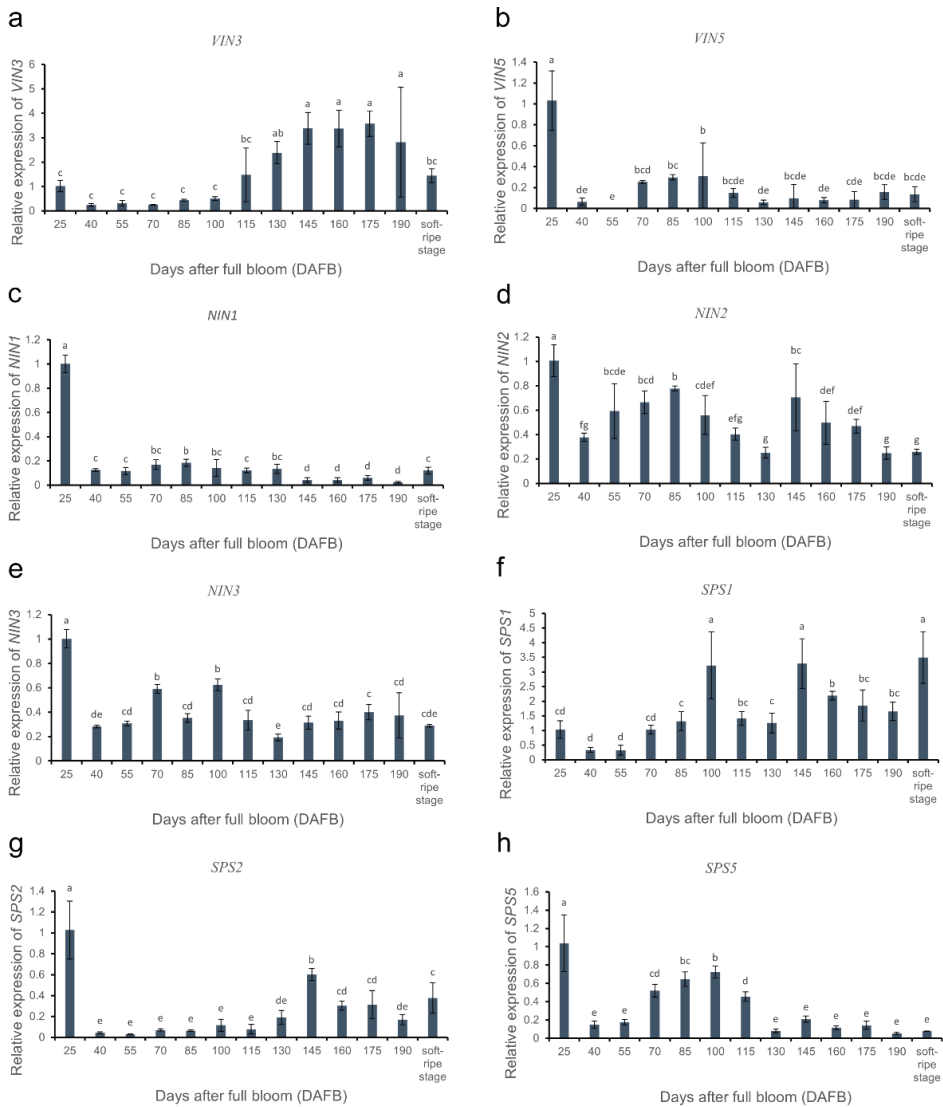 a
VIN3
Relative expression of VIN3
6
5
4
3
2
1
0
c c c c c c bc ab a a a a bc
25 40 55 70 85 100 115 130 145 160 175 190 soft-
ripe
stage
Days after full bloom (DAFB)
b
VIN5
Relative expression of VIN5
1.4
1.2
1
0.8
0.6
0.4
0.2
0
a de e bcd bc b bcde de bcde de cde bcde bcde
25 40 55 70 85 100 115 130 145 160 175 190 soft-
ripe
stage
Days after full bloom (DAFB)
c
NIN1
Relative expression of NIN1
1.2
1
0.8
0.6
0.4
0.2
0
a c c bc b bc c bc d d d d c
25 40 55 70 85 100 115 130 145 160 175 190 soft-
ripe
stage
Days after full bloom (DAFB)
d
NIN2
Relative expression of NIN2
1.2
1
0.8
0.6
0.4
0.2
0
a fg bcde bcd b cdef efg g bc def def g g
25 40 55 70 85 100 115 130 145 160 175 190 soft-
ripe
stage
Days after full bloom (DAFB)
e
NIN3
Relative expression of NIN3
1.2
1
0.8
0.6
0.4
0.2
0
a de cd b cd b cd e cd cd c cd cde
25 40 55 70 85 100 115 130 145 160 175 190 soft-
ripe
stage
Days after full bloom (DAFB)
f
SPS1
Relative expression of SPS1
5
4.5
4
3.5
3
2.5
2
1.5
1
0.5
0
cd d d cd c a bc c a b bc bc a
25 40 55 70 85 100 115 130 145 160 175 190 soft-
ripe
stage
Days after full bloom (DAFB)
g
SPS2
Relative expression of SPS2
1.4
1.2
1
0.8
0.6
0.4
0.2
0
a e e e e e e de b cd cd de c
25 40 55 70 85 100 115 130 145 160 175 190 soft-
ripe
stage
Days after full bloom (DAFB)
h
SPS5
Relative expression of SPS5
1.6
1.4
1.2
1
0.8
0.6
0.4
0.2
0
a e e cd bc b d e e e e e e
25 40 55 70 85 100 115 130 145 160 175 190 soft-
ripe
stage
Days after full bloom (DAFB)